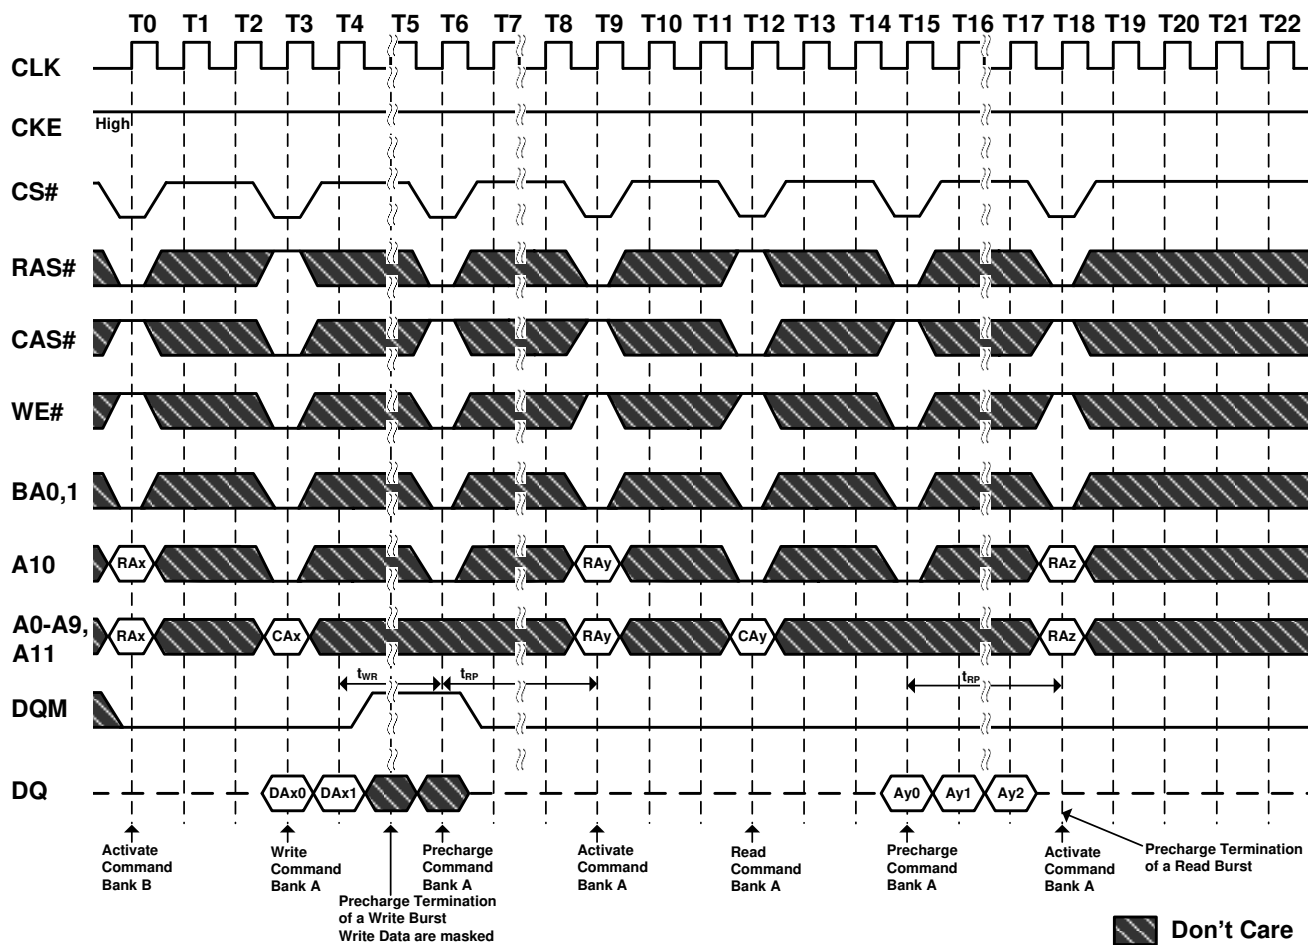 T0 T1 T2 T3 T4 T5 T6 T7 T8 T9 T10 T11 T12 T13 T14 T15 T16 T17 T18 T19 T20 T21 T22
CLK
CKE
High
CS#
RAS#
CAS#
WE#
BA0,1
A10
RAx RAy RAz
A0-A9,
A11
RAx CAx RAy CAy RAz
tWR tRP tRP
DQM
DQ
DAx0 DAx1 Ay0 Ay1 Ay2
Activate
Command
Bank B
Write
Command
Bank A
Precharge Termination
of a Write Burst
Write Data are masked
Precharge
Command
Bank A
Activate
Command
Bank A
Read
Command
Bank A
Precharge
Command
Bank A
Activate
Command
Bank A
Precharge Termination
of a Read Burst
Don't Care